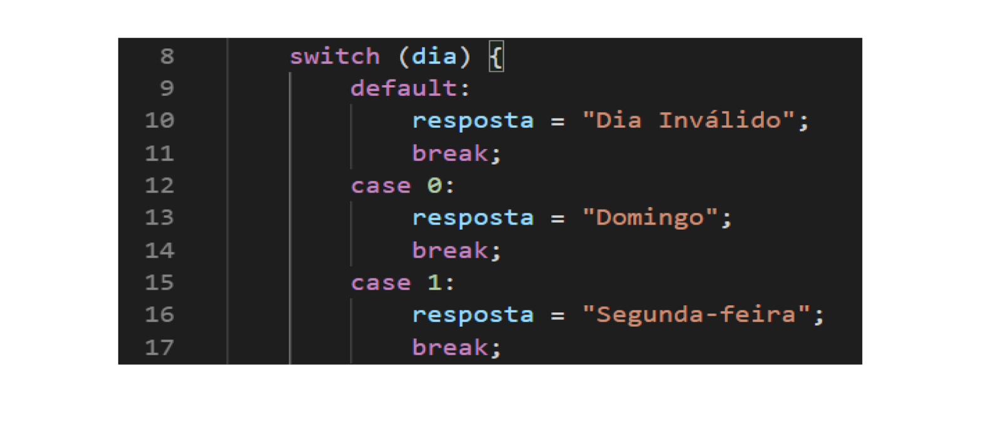 8 switch (dia) {
9 default:
10 resposta = "Dia Inválido";
11 break;
12 case 0:
13 resposta = "Domingo";
14 break;
15 case 1:
16 resposta = "Segunda-feira";
17 break;